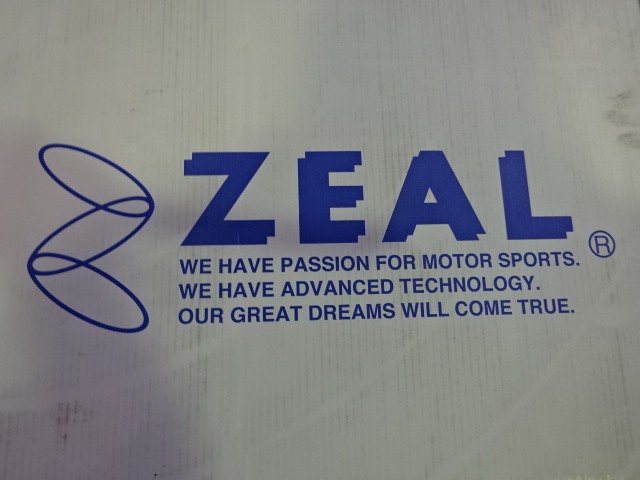 ZEAL®
WE HAVE PASSION FOR MOTOR SPORTS.
WE HAVE ADVANCED TECHNOLOGY.
OUR GREAT DREAMS WILL COME TRUE.